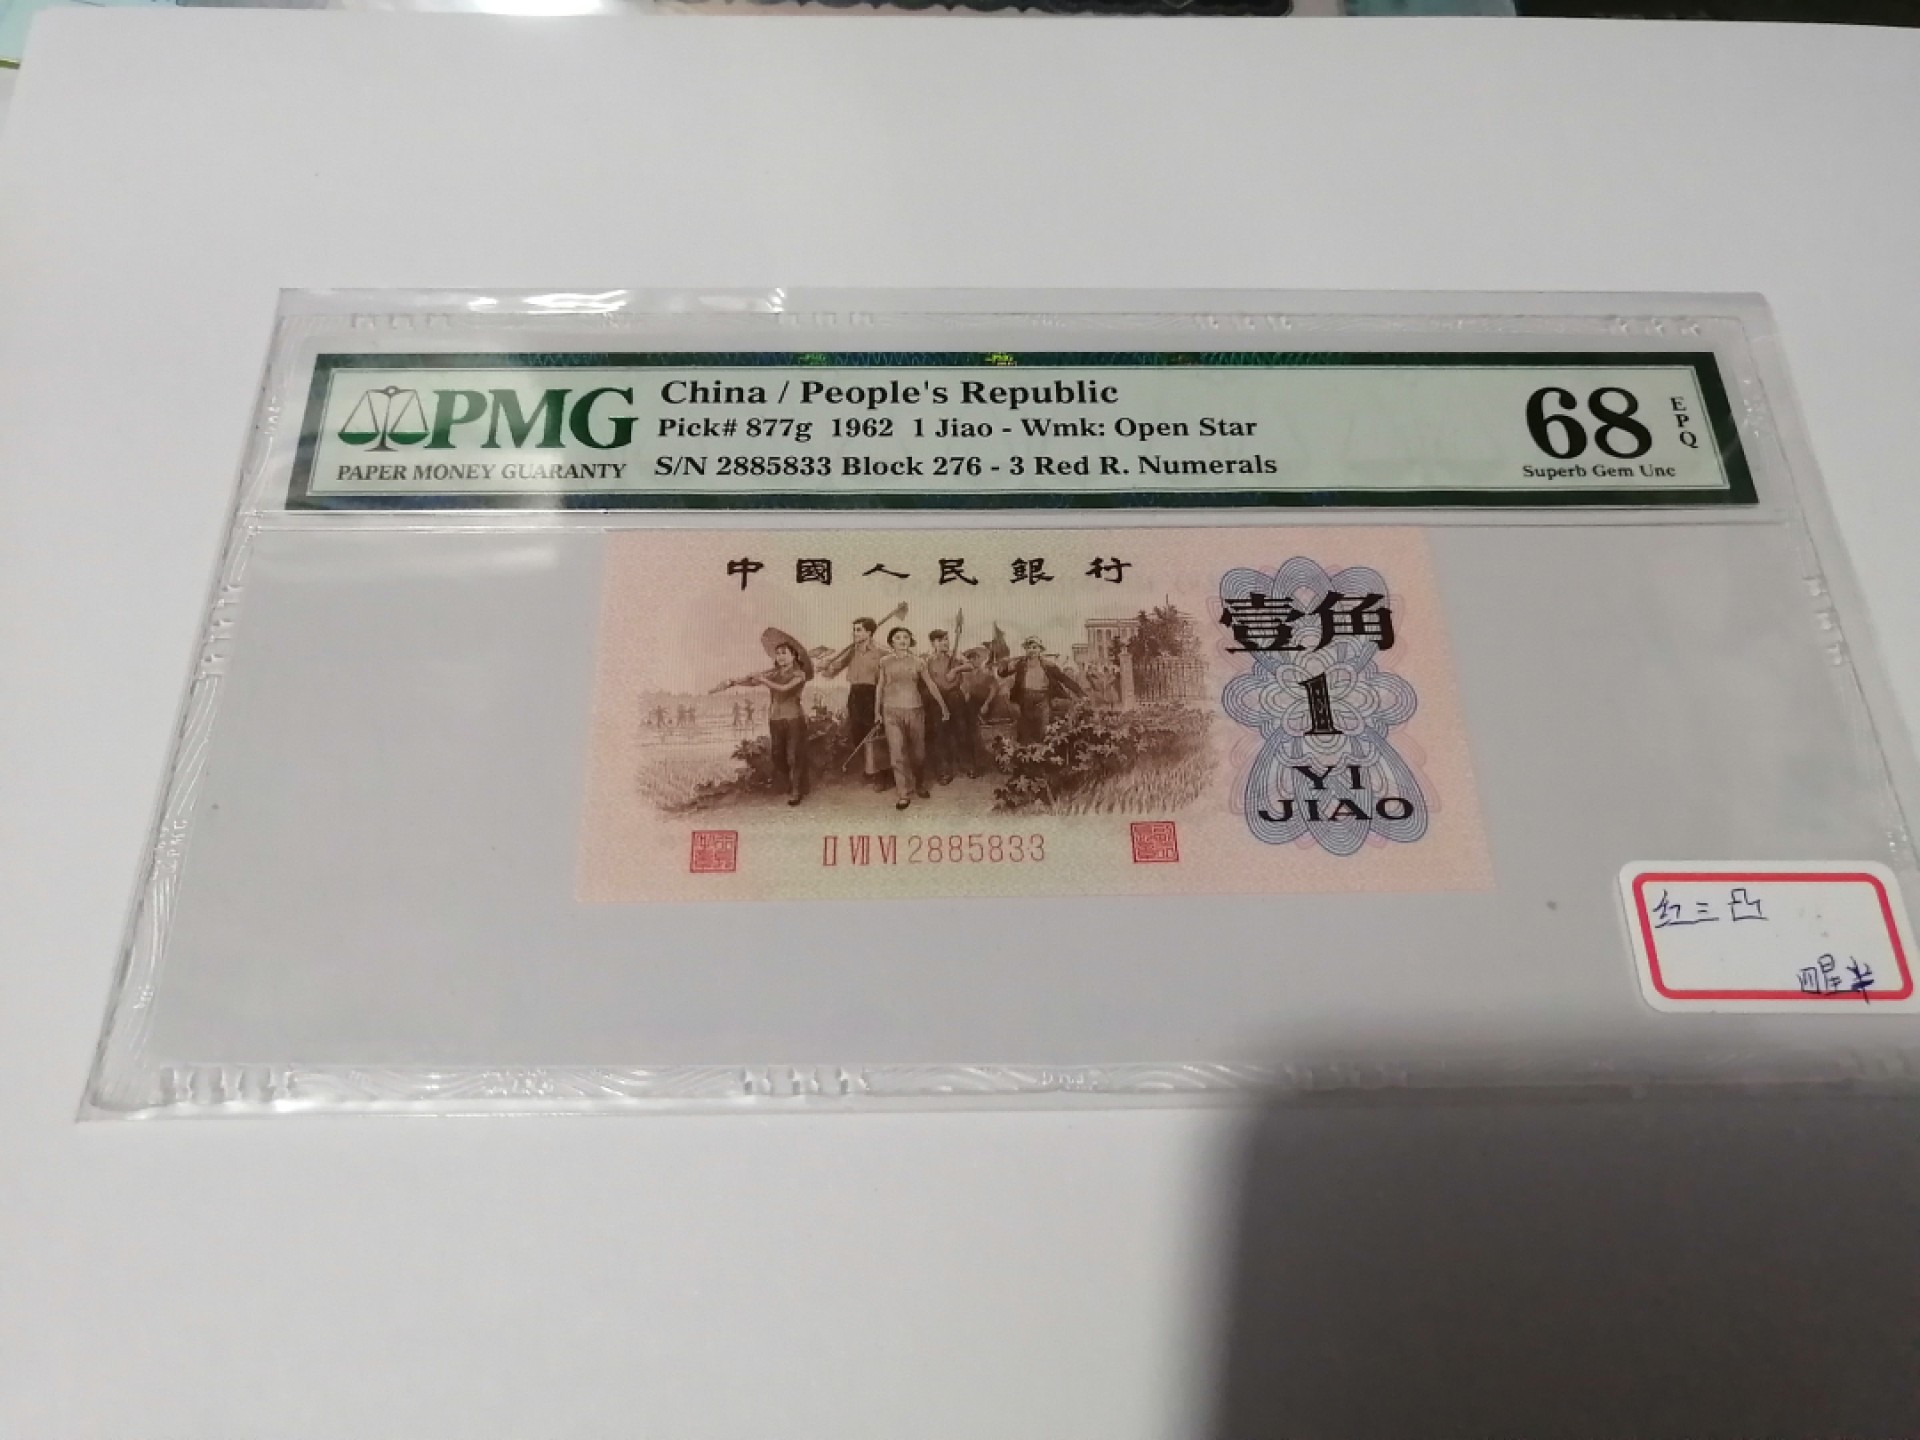 PMG
PAPER MONEY GUARANTY
China / People's Republic
Pick# 877g 1962 1 Jiao - Wmk: Open Star
S/N 2885833 Block 276 - 3 Red R. Numerals
68
EPQ
Superb Gem Unc
中國人民銀行
壹角
1
YI
JIAO
II VII VI 2885833
红三凸